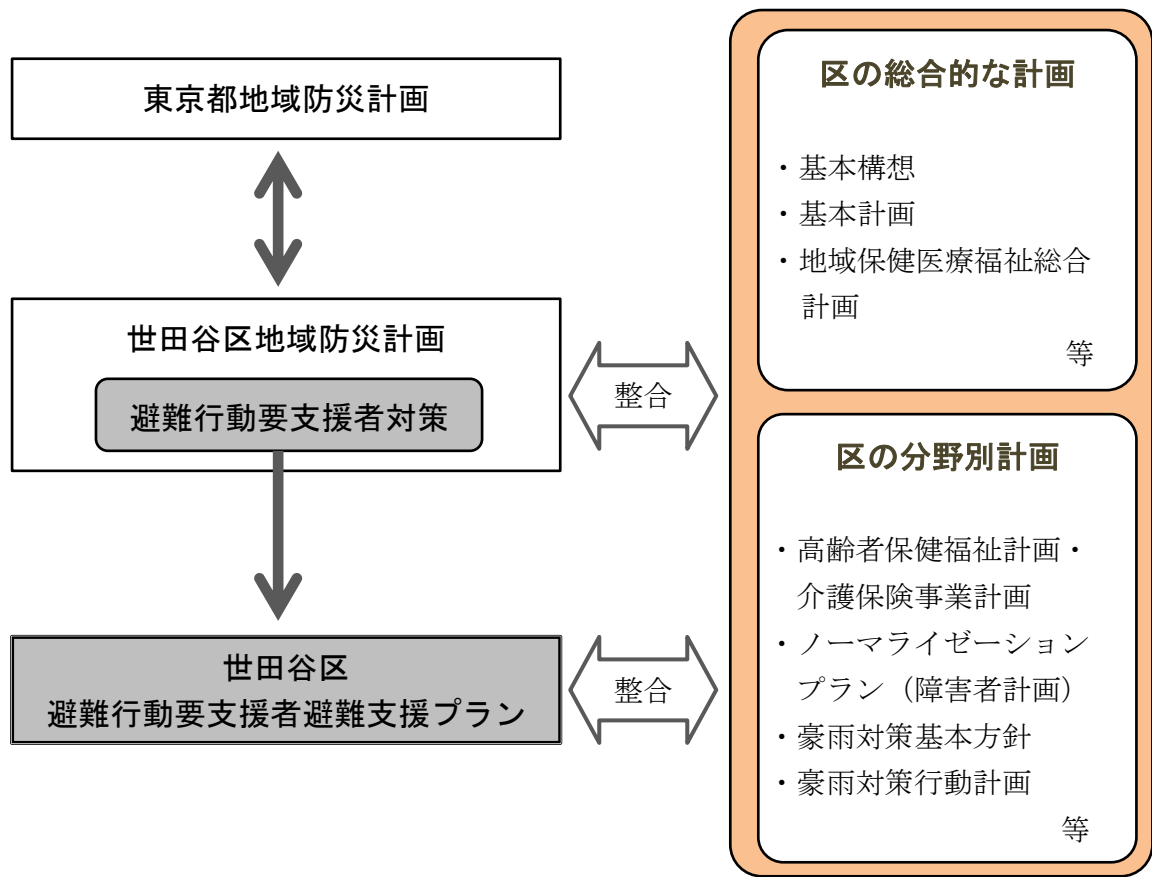 東京都地域防災計画
世田谷区地域防災計画
避難行動要支援者対策
世田谷区
避難行動要支援者避難支援プラン
整合
整合
区の総合的な計画
・基本構想
・基本計画
・地域保健医療福祉総合
計画
等
区の分野別計画
・高齢者保健福祉計画・
介護保険事業計画
・ノーマライゼーション
プラン（障害者計画）
・豪雨対策基本方針
・豪雨対策行動計画
等